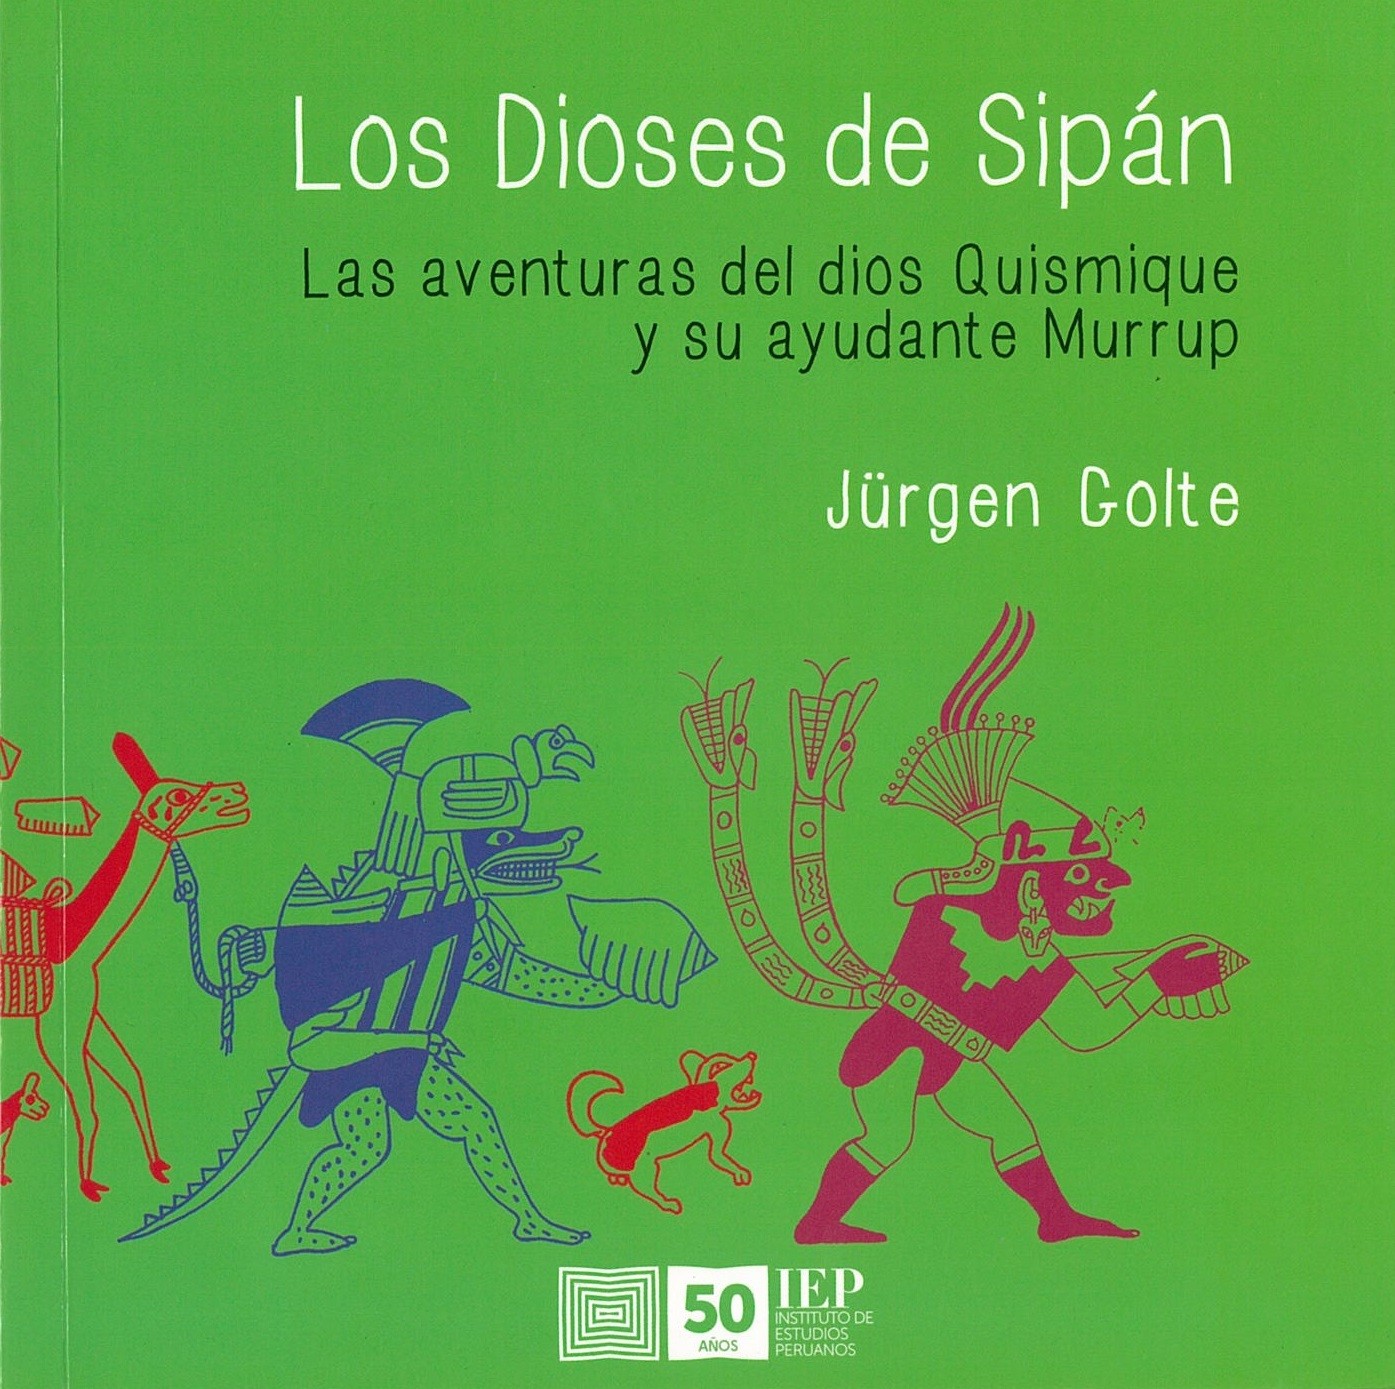 Los Dioses de Sipán
Las aventuras del dios Quismique
y su ayudante Murrup
Jürgen Golte
50
AÑOS
IEP
INSTITUTO DE
ESTUDIOS
PERUANOS